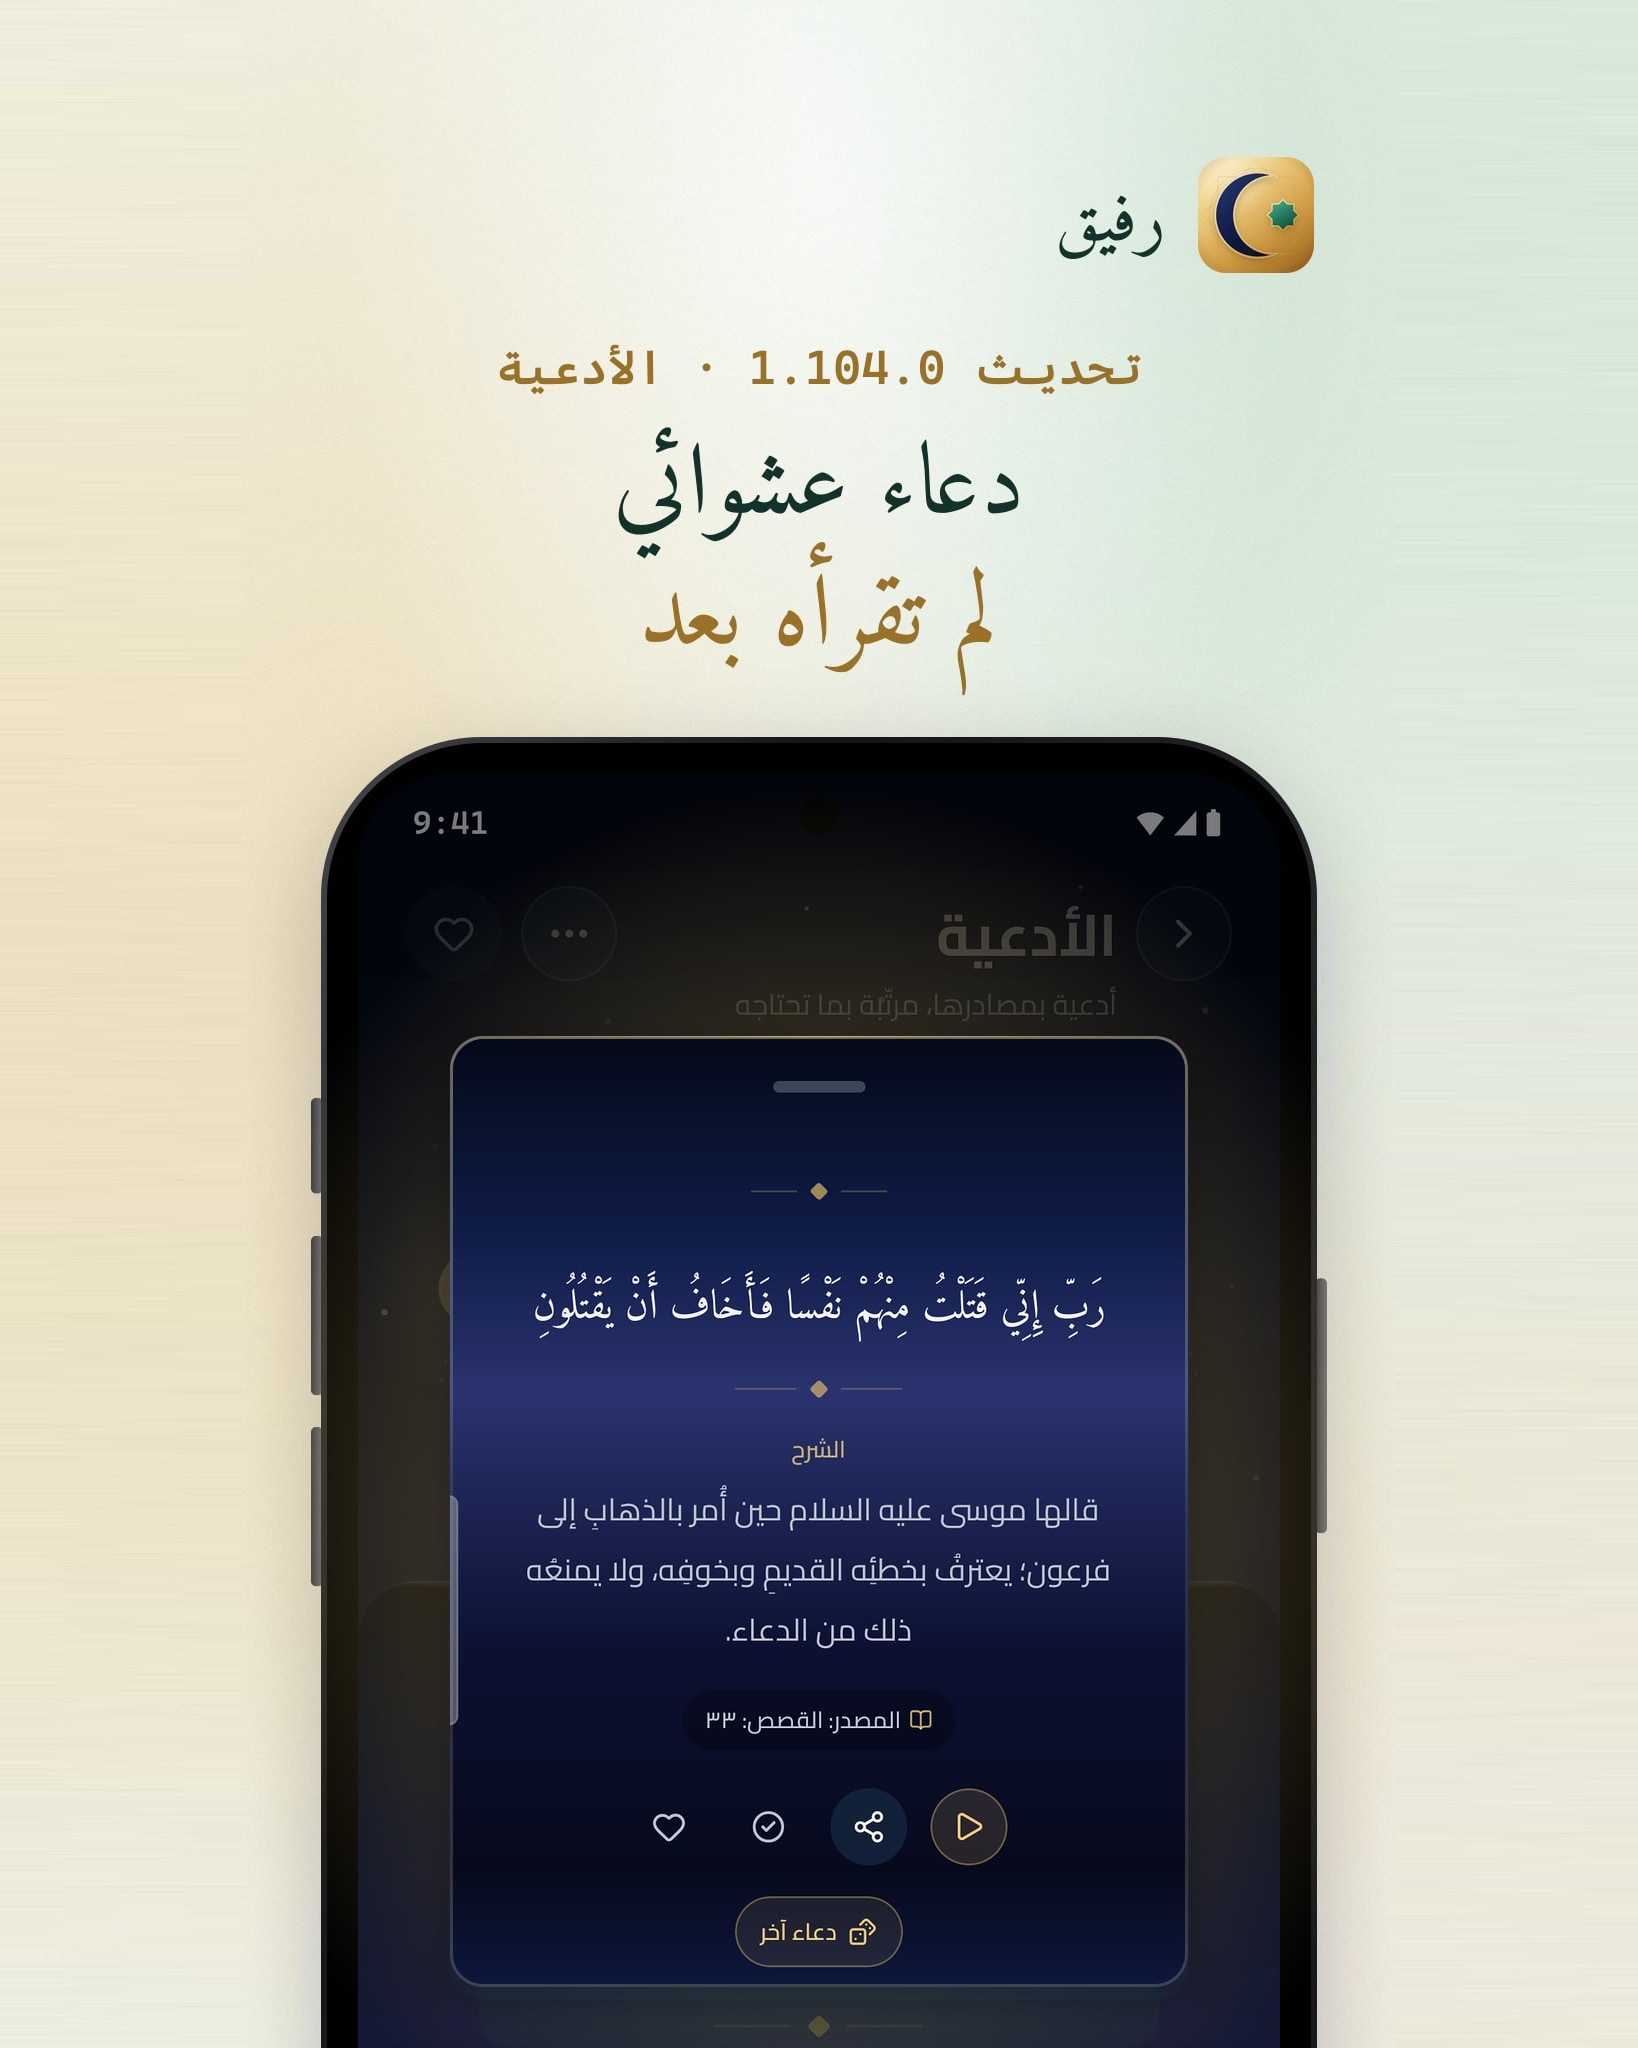 رفيق
تحديث 1.104.0 · الأدعية
دعاء عشوائي
لم تقرأه بعد
9:41
الأدعية
أدعية بمصادرها، مرتّبة بما تحتاجه
رَبِّ إِنِّي قَتَلْتُ مِنْهُمْ نَفْسًا فَأَخَافُ أَنْ يَقْتُلُونِ
الشرح
قالها موسى عليه السلام حين أُمر بالذهابِ إلى
فرعون؛ يعترفُ بخطئِه القديمِ وبخوفِه، ولا يمنعُه
ذلك من الدعاء.
المصدر: القصص: ٣٣
دعاء آخر